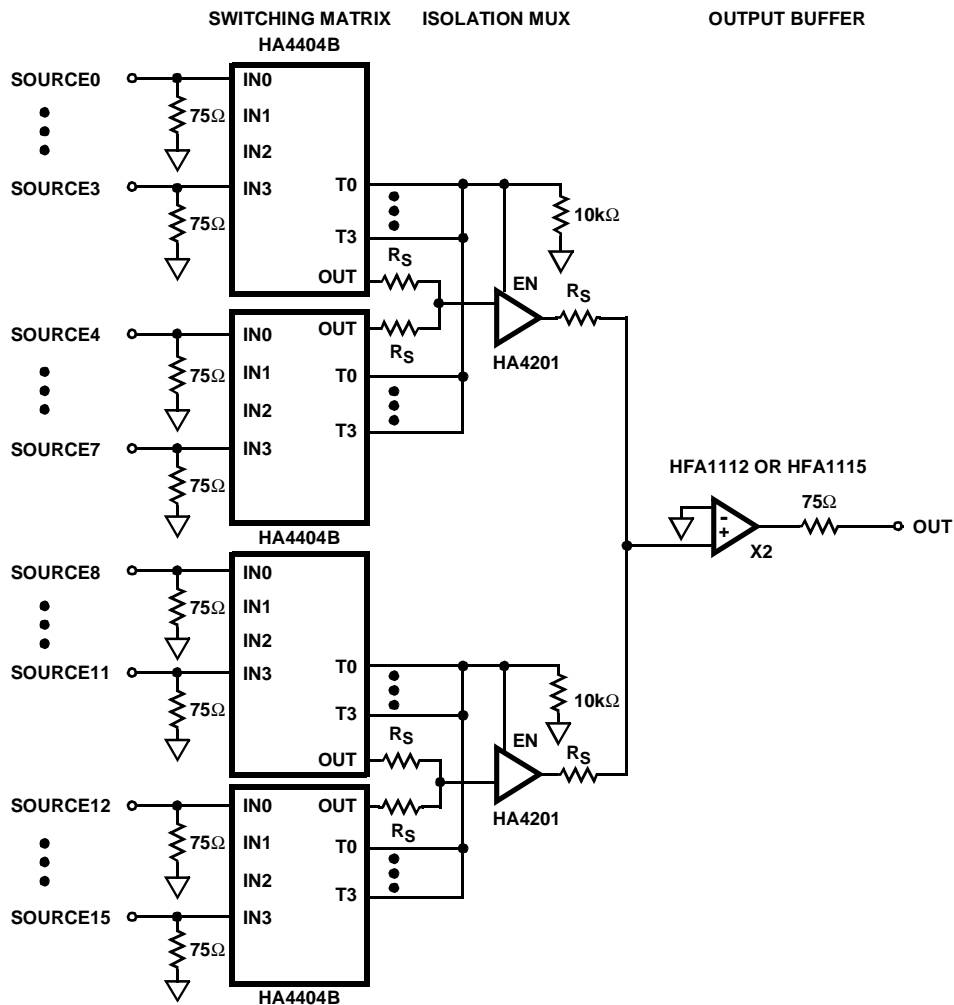 SWITCHING MATRIX ISOLATION MUX OUTPUT BUFFER
HA4404B
SOURCE0
75Ω
IN0
IN1
IN2
SOURCE3
75Ω
IN3
T0
T3
OUT
RS
10kΩ
EN
RS
HA4201
SOURCE4
75Ω
IN0
IN1
IN2
OUT
RS
T0
T3
SOURCE7
75Ω
IN3
HA4404B
HFA1112 OR HFA1115
-
+
X2
75Ω
OUT
SOURCE8
75Ω
IN0
IN1
IN2
SOURCE11
75Ω
IN3
T0
T3
OUT
RS
10kΩ
EN
RS
HA4201
SOURCE12
75Ω
IN0
IN1
IN2
OUT
RS
T0
T3
SOURCE15
75Ω
IN3
HA4404B